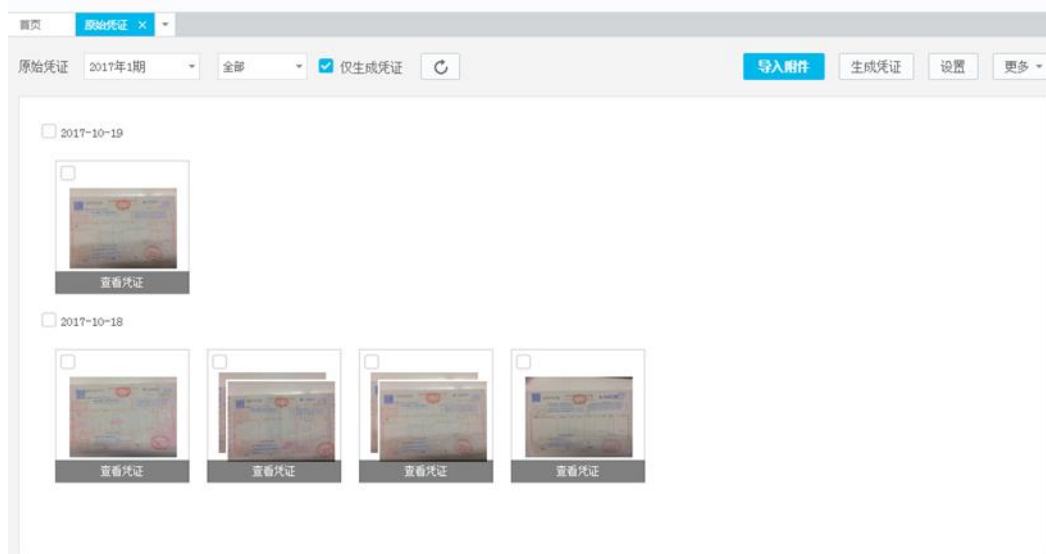 首页 原始凭证
原始凭证 2017年1期 全部 仅生成凭证 导入附件 生成凭证 设置 更多
2017-10-19
查看凭证
2017-10-18
查看凭证 查看凭证 查看凭证 查看凭证